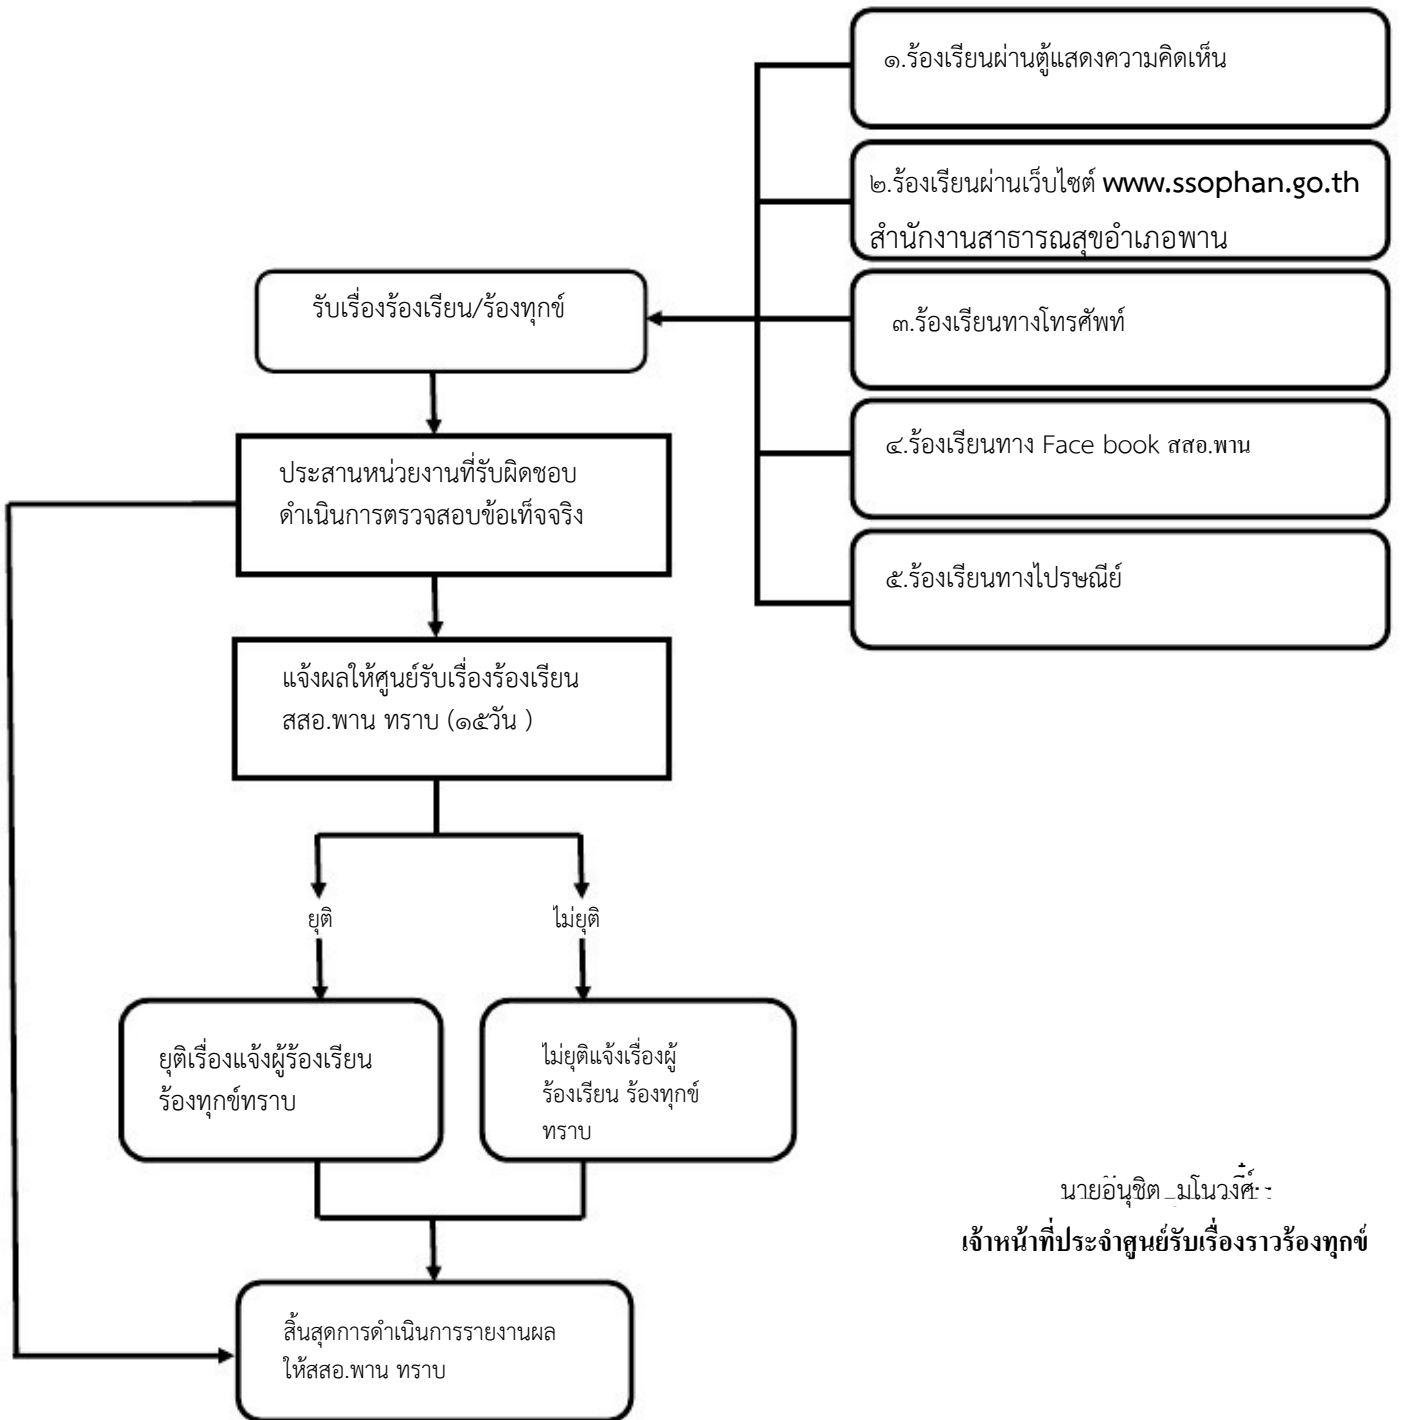 ๑.ร้องเรียนผ่านตู้แสดงความคิดเห็น
๒.ร้องเรียนผ่านเว็บไซต์ www.ssophan.go.th
สำนักงานสาธารณสุขอำเภอพาน
รับเรื่องร้องเรียน/ร้องทุกข์
๓.ร้องเรียนทางโทรศัพท์
๔.ร้องเรียนทาง Face book สสอ.พาน
๕.ร้องเรียนทางไปรษณีย์
ประสานหน่วยงานที่รับผิดชอบ
ดำเนินการตรวจสอบข้อเท็จจริง
แจ้งผลให้ศูนย์รับเรื่องร้องเรียน
สสอ.พาน ทราบ (๑๕วัน )
ยุติ
ไม่ยุติ
ยุติเรื่องแจ้งผู้ร้องเรียน
ร้องทุกข์ทราบ
ไม่ยุติแจ้งเรื่องผู้
ร้องเรียน ร้องทุกข์
ทราบ
นายอนุชิต มโนวงศ์
เจ้าหน้าที่ประจำศูนย์รับเรื่องราวร้องทุกข์
สิ้นสุดการดำเนินการรายงานผล
ให้สสอ.พาน ทราบ